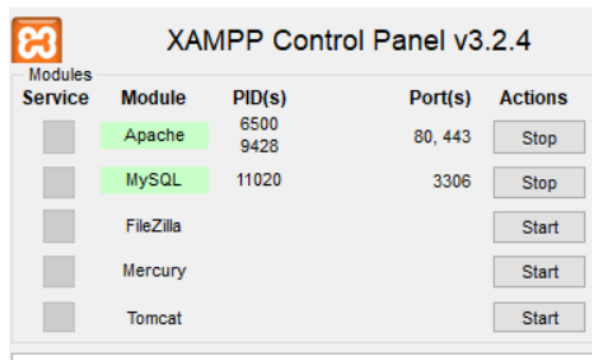 XAMPP Control Panel v3.2.4
Modules
Service Module PID(s) Port(s) Actions
Apache 6500 9428 80, 443 Stop
MySQL 11020 3306 Stop
FileZilla Start
Mercury Start
Tomcat Start